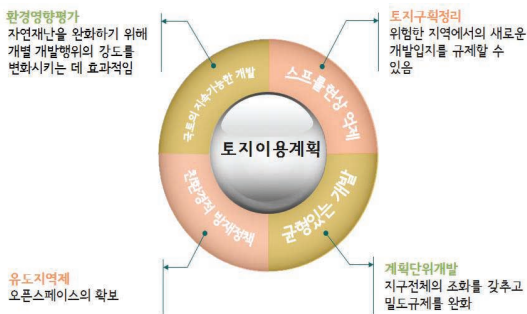 환경영향평가
자연재난을 완화하기 위해
개별 개발행위의 강도를
변화시키는 데 효과적임
토지구획정리
위험한 지역에서의 새로운
개발입지를 규제할 수
있음
국토의 지속가능한 개발
스프롤현상 억제
토지이용계획
친환경적 방재정책
균형있는 개발
유도지역제
오픈스페이스의 확보
계획단위개발
지구전체의 조화를 갖추고
밀도규제를 완화